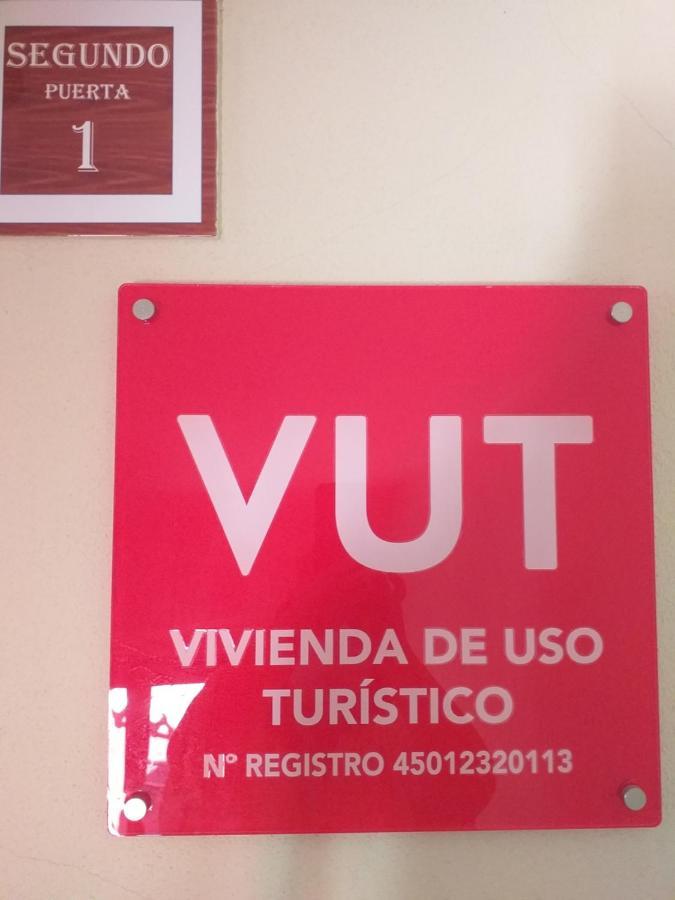 SEGUNDO
PUERTA
1
VUT
VIVIENDA DE USO
TURÍSTICO
Nº REGISTRO 45012320113